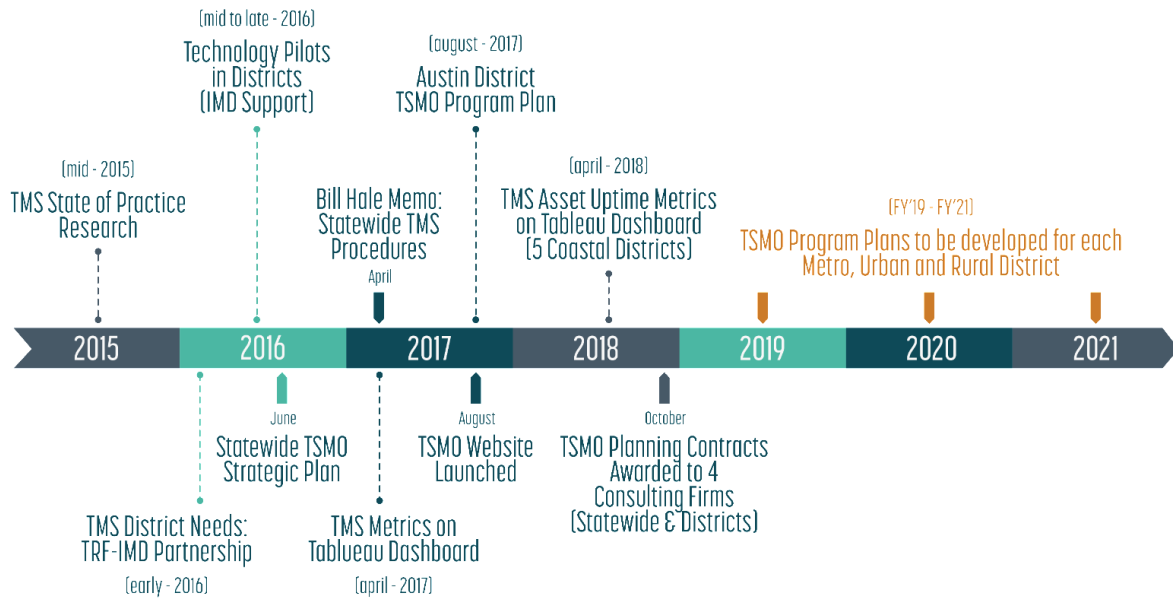 (mid to late - 2016)
Technology Pilots
in Districts
(IMD Support)
(august - 2017)
Austin District
TSMO Program Plan
(mid - 2015)
TMS State of Practice
Research
Bill Hale Memo:
Statewide TMS
Procedures
April
(april - 2018)
TMS Asset Uptime Metrics
on Tableau Dashboard
(5 Coastal Districts)
(FY'19 - FY'21)
TSMO Program Plans to be developed for each
Metro, Urban and Rural District
2015
2016
2017
2018
2019
2020
2021
June
Statewide TSMO
Strategic Plan
August
TSMO Website
Launched
October
TSMO Planning Contracts
Awarded to 4
Consulting Firms
(Statewide & Districts)
TMS District Needs:
TRF-IMD Partnership
(early - 2016)
TMS Metrics on
Tablueau Dashboard
(april - 2017)